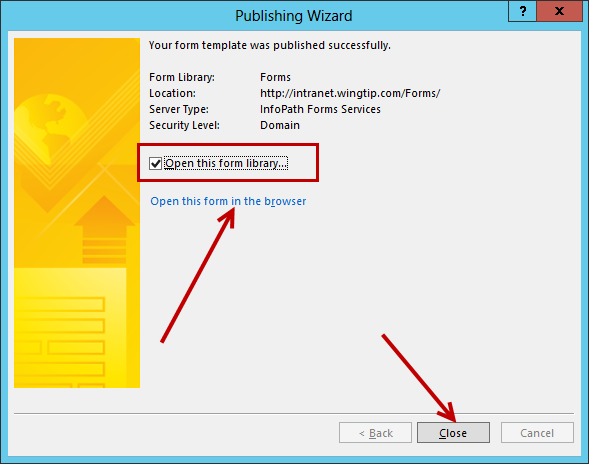 Publishing Wizard
? X
Your form template was published successfully.
Form Library: Forms
Location: http://intranet.wingtip.com/Forms/
Server Type: InfoPath Forms Services
Security Level: Domain
Open this form library...
Open this form in the browser
< Back Close Cancel